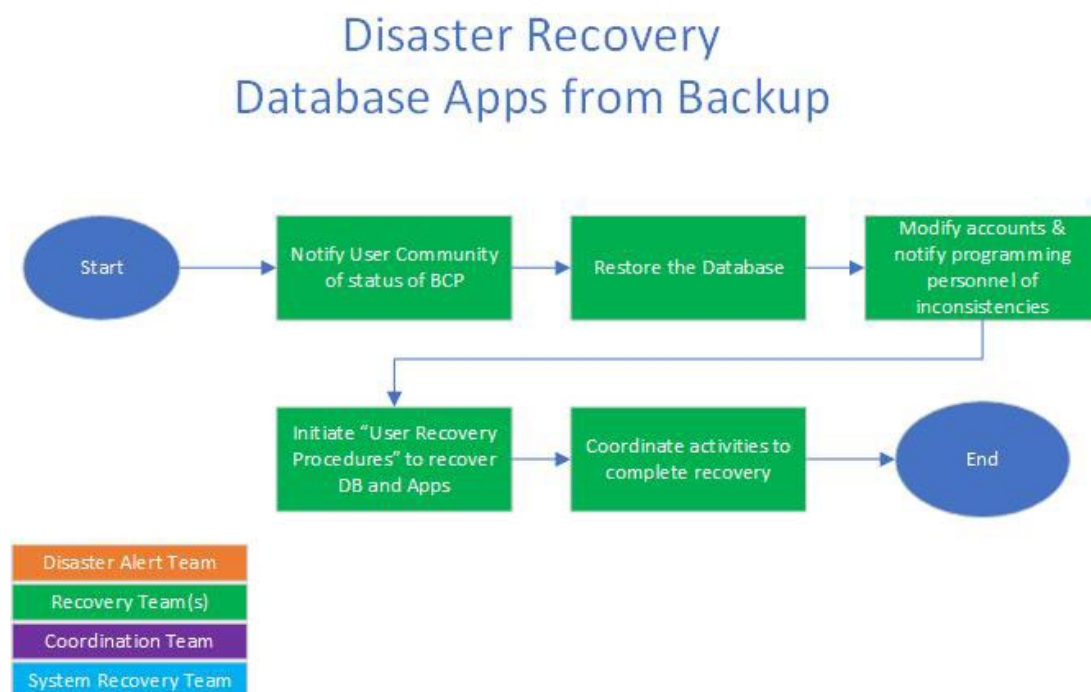 Disaster Recovery
Database Apps from Backup
Start
Notify User Community
of status of BCP
Restore the Database
Modify accounts &
notify programming
personnel of
inconsistencies
Initiate “User Recovery
Procedures” to recover
DB and Apps
Coordinate activities to
complete recovery
End
Disaster Alert Team
Recovery Team(s)
Coordination Team
System Recovery Team